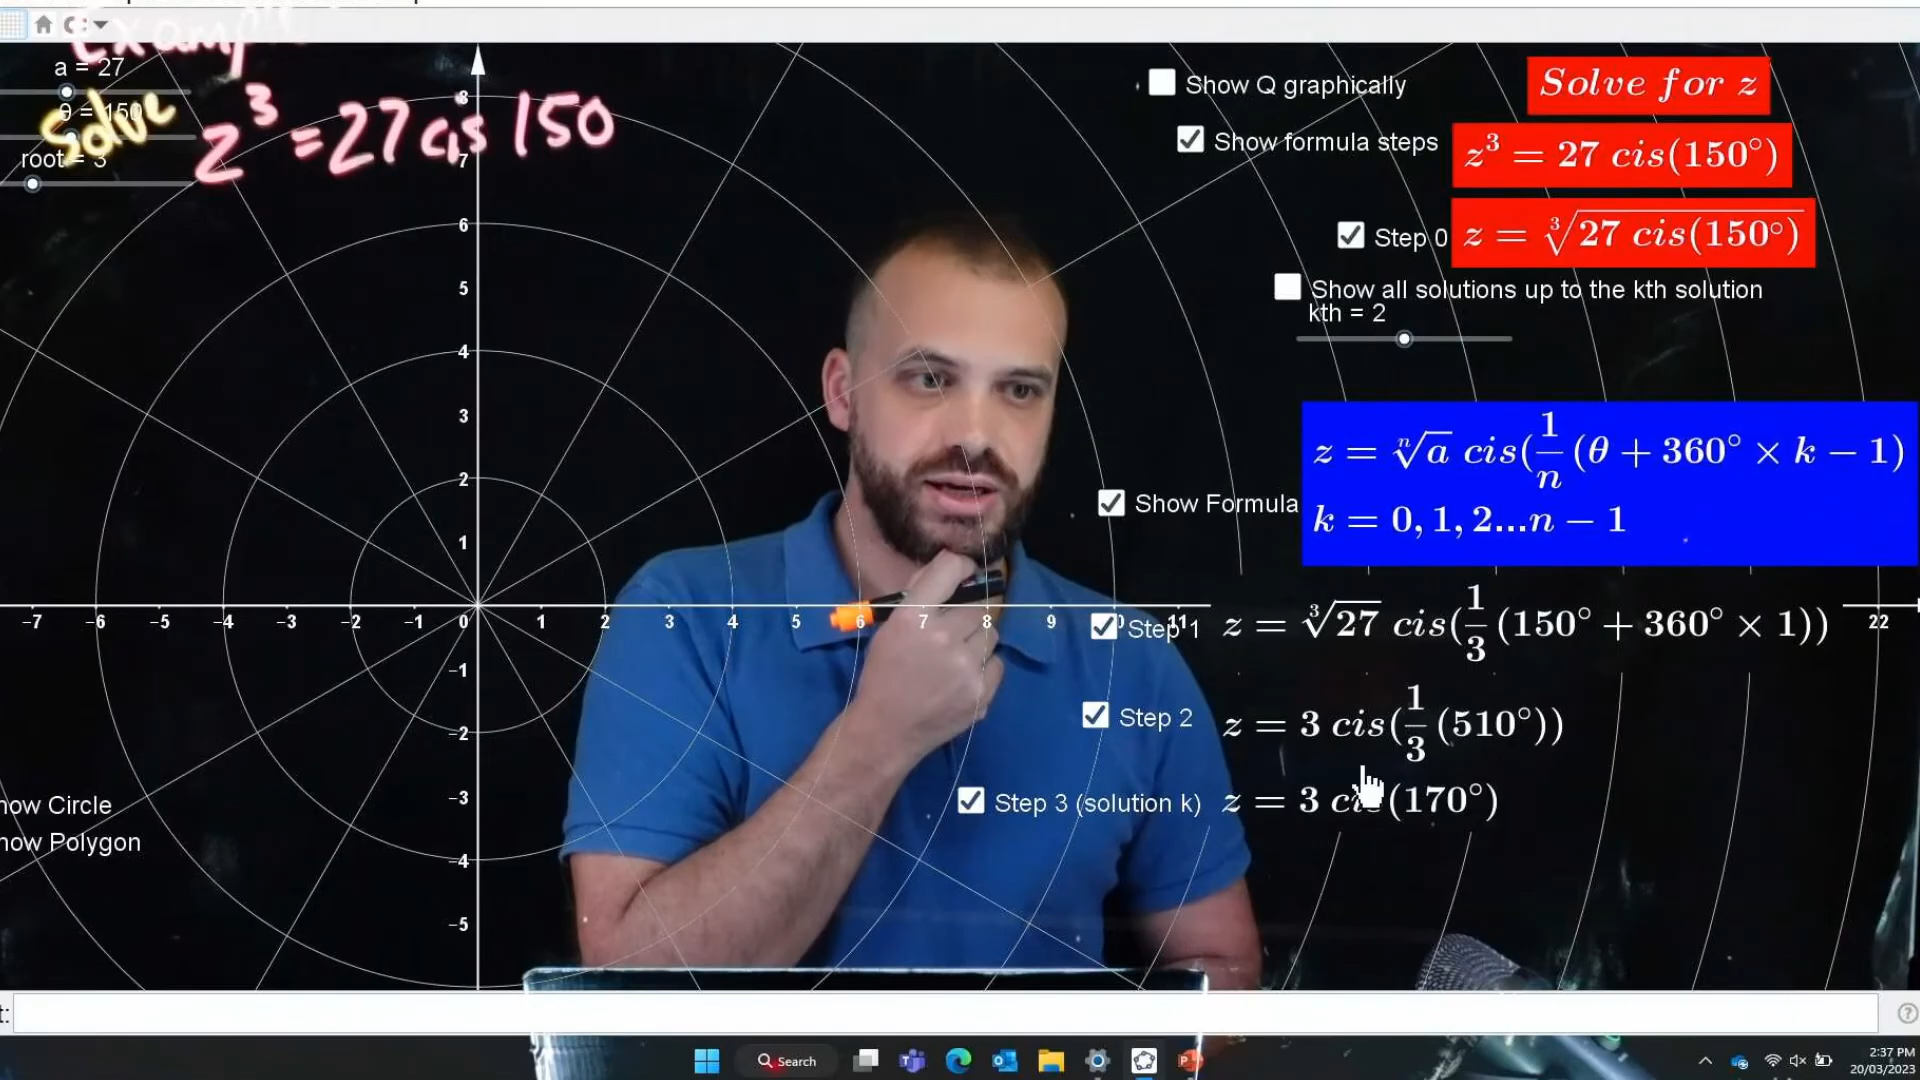 Example
a = 27
Solve
θ = 150
z³ = 27 cis 150
root = 3
Show Q graphically
Solve for z
Show formula steps
z³ = 27 cis(150°)
Step 0
z = ∛27 cis(150°)
Show all solutions up to the kth solution
kth = 2
Show Formula
z = ⁿ√a cis(1/n (θ + 360° × k − 1)
k = 0, 1, 2...n − 1
8
7
6
5
4
3
2
1
−7 −6 −5 −4 −3 −2 −1 0 1 2 3 4 5 6 7 8 9 11 22
−1
−2
−3
−4
−5
Step 1
z = ∛27 cis(1/3 (150° + 360° × 1))
Step 2
z = 3 cis(1/3 (510°))
Step 3 (solution k)
z = 3 cis(170°)
how Circle
how Polygon
t:
Search
2:37 PM
20/03/2023